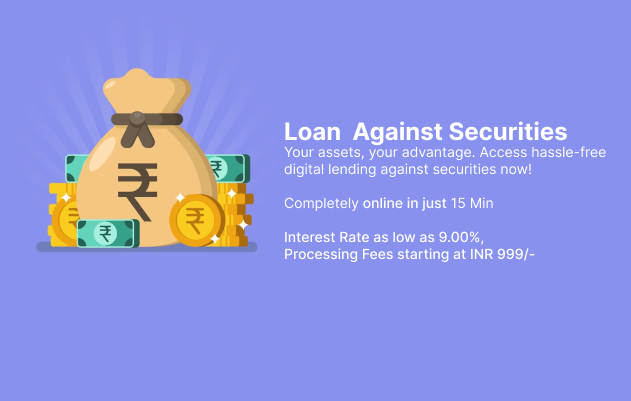 Loan  Against Securities
Your assets, your advantage. Access hassle-free
digital lending against securities now!
Completely online in just 15 Min
Interest Rate as low as 9.00%,
Processing Fees starting at INR 999/-
₹
₹
₹
₹
₹
₹